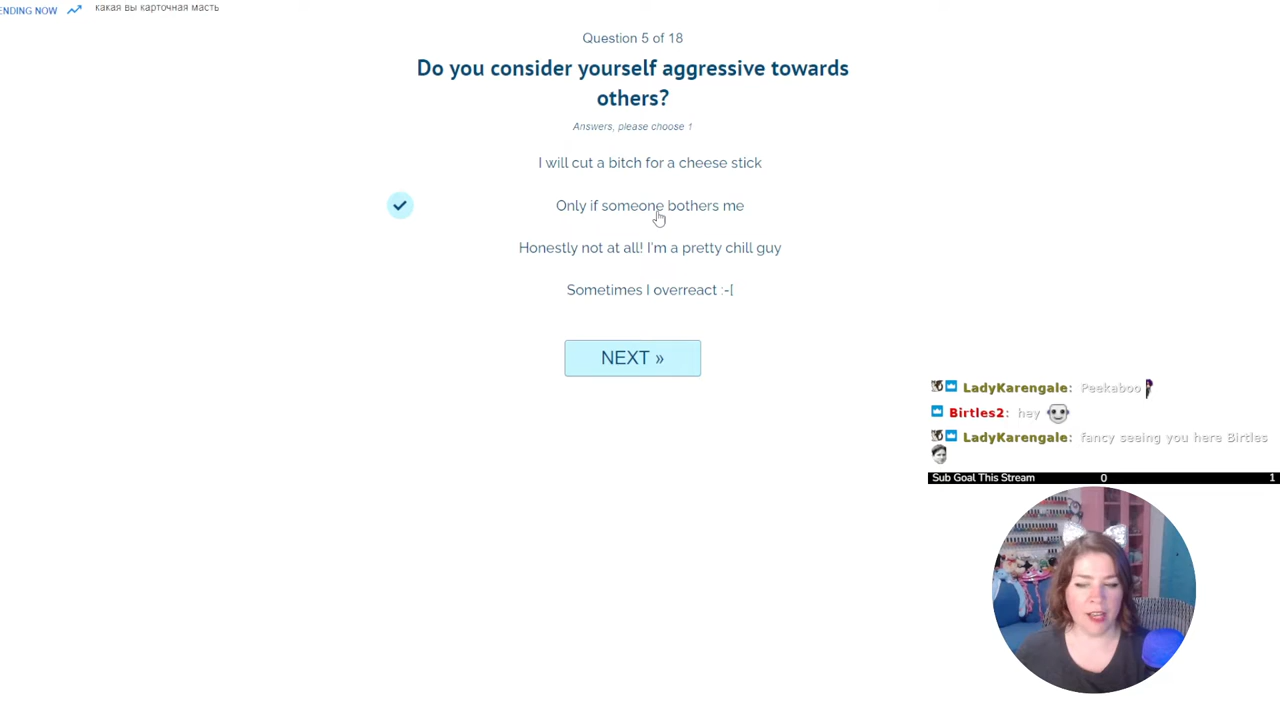 ENDING NOW какая вы карточная масть
Question 5 of 18
Do you consider yourself aggressive towards
others?
Answers, please choose 1
I will cut a bitch for a cheese stick
Only if someone bothers me
Honestly not at all! I'm a pretty chill guy
Sometimes I overreact :-[
NEXT »
LadyKarengale: Peekaboo
Birtles2: hey
LadyKarengale: fancy seeing you here Birtles
Sub Goal This Stream 0 1